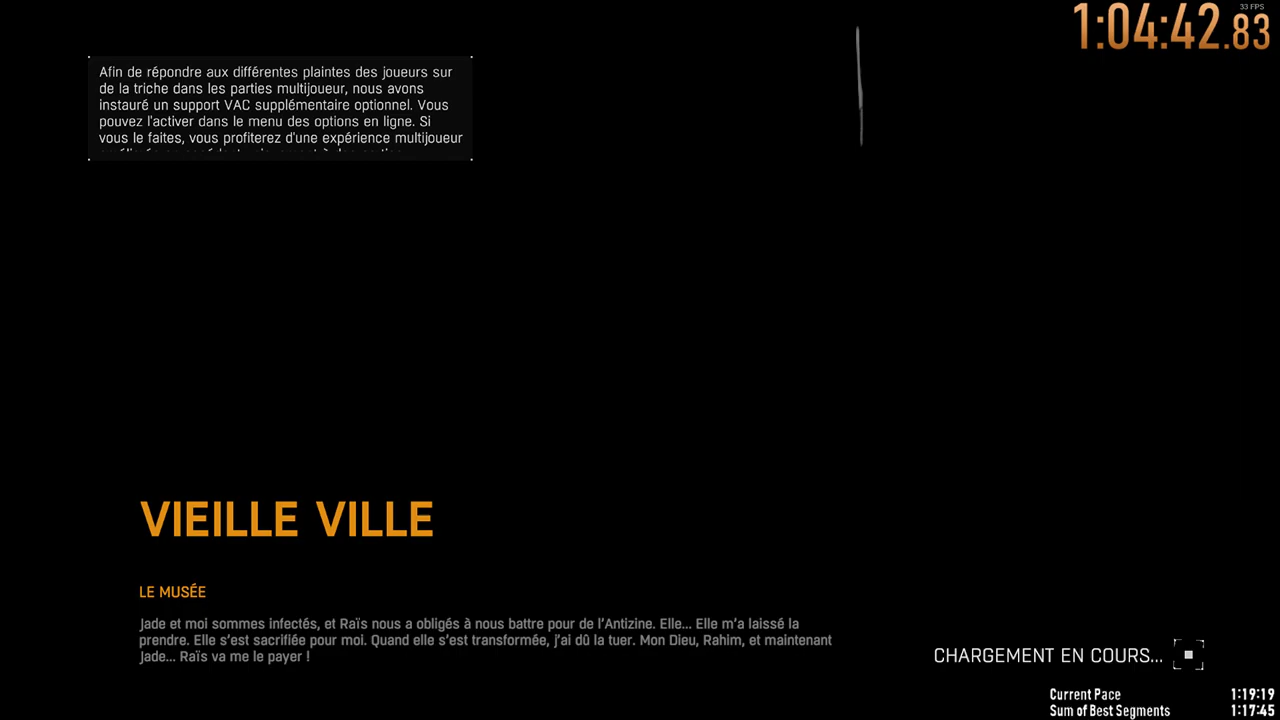 33 FPS
1:04:42.83
Afin de répondre aux différentes plaintes des joueurs sur
de la triche dans les parties multijoueur, nous avons
instauré un support VAC supplémentaire optionnel. Vous
pouvez l'activer dans le menu des options en ligne. Si
vous le faites, vous profiterez d'une expérience multijoueur
VIEILLE VILLE
LE MUSÉE
Jade et moi sommes infectés, et Raïs nous a obligés à nous battre pour de l'Antizine. Elle... Elle m'a laissé la
prendre. Elle s'est sacrifiée pour moi. Quand elle s'est transformée, j'ai dû la tuer. Mon Dieu, Rahim, et maintenant
Jade... Raïs va me le payer !
CHARGEMENT EN COURS...
Current Pace 1:19:19
Sum of Best Segments 1:17:45